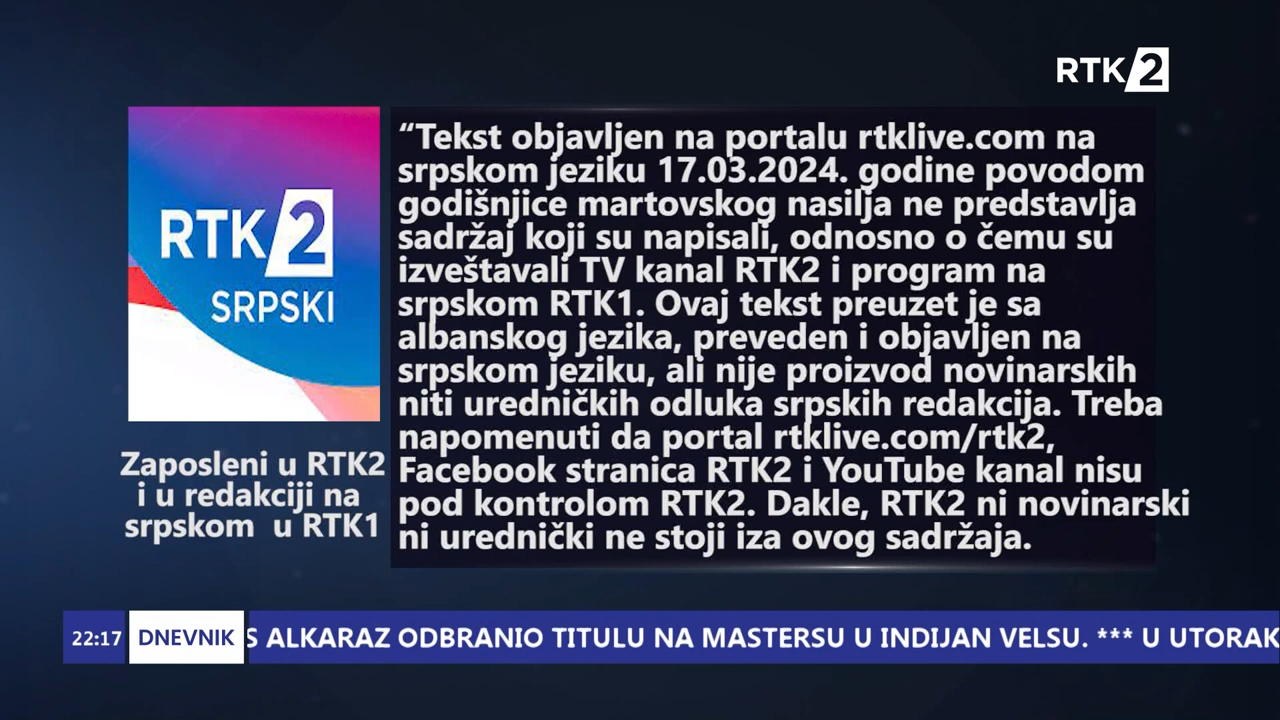 RTK2
“Tekst objavljen na portalu rtklive.com na
srpskom jeziku 17.03.2024. godine povodom
godišnjice martovskog nasilja ne predstavlja
sadržaj koji su napisali, odnosno o čemu su
izveštavali TV kanal RTK2 i program na
srpskom RTK1. Ovaj tekst preuzet je sa
albanskog jezika, preveden i objavljen na
srpskom jeziku, ali nije proizvod novinarskih
niti uredničkih odluka srpskih redakcija. Treba
napomenuti da portal rtklive.com/rtk2,
Facebook stranica RTK2 i YouTube kanal nisu
pod kontrolom RTK2. Dakle, RTK2 ni novinarski
ni urednički ne stoji iza ovog sadržaja.
RTK2
SRPSKI
Zaposleni u RTK2
i u redakciji na
srpskom u RTK1
22:17 DNEVNIK S ALKARAZ ODBRANIO TITULU NA MASTERSU U INDIJAN VELSU. *** U UTORAK